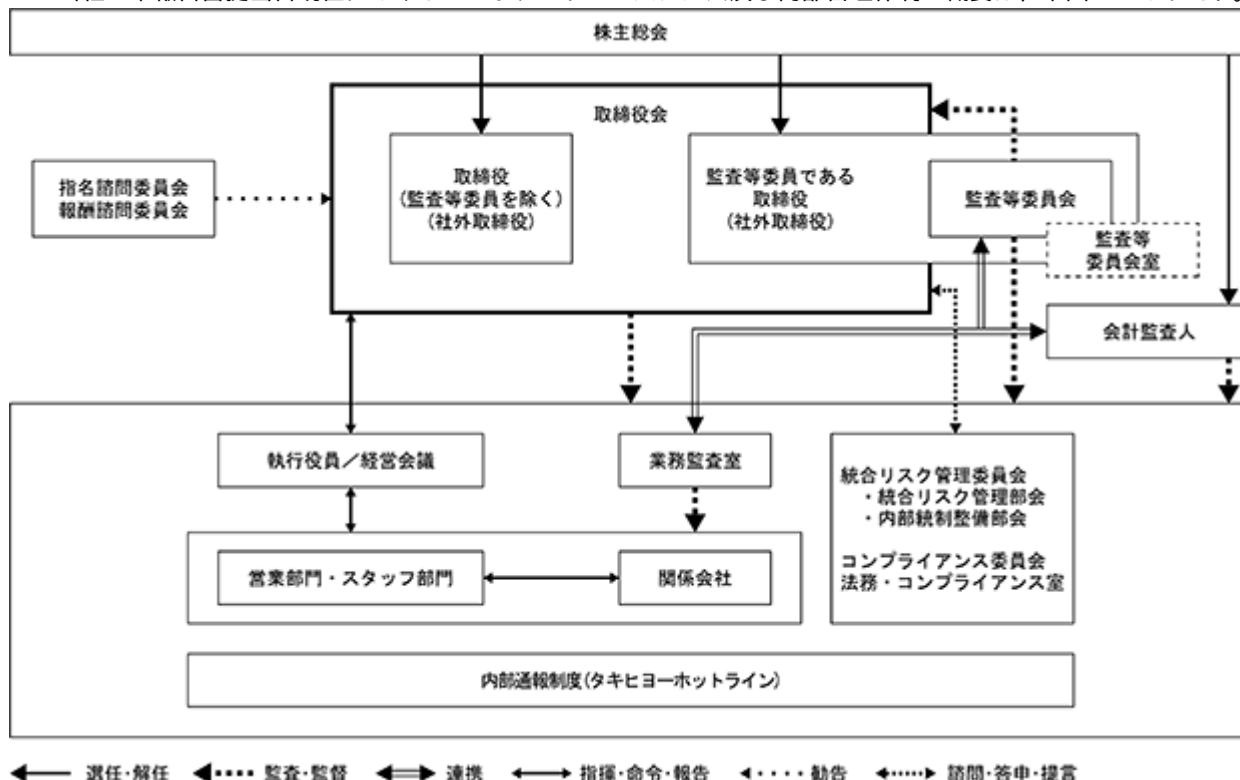 株主総会
取締役会
指名諮問委員会
報酬諮問委員会
取締役
(監査等委員を除く)
(社外取締役)
監査等委員である
取締役
(社外取締役)
監査等委員会
監査等
委員会室
会計監査人
執行役員/経営会議
業務監査室
統合リスク管理委員会
・統合リスク管理部会
・内部統制整備部会
コンプライアンス委員会
法務・コンプライアンス室
営業部門・スタッフ部門
関係会社
内部通報制度(タキヒヨーホットライン)
選任・解任 監査・監督 連携 指揮・命令・報告 勧告 諮問・答申・提言